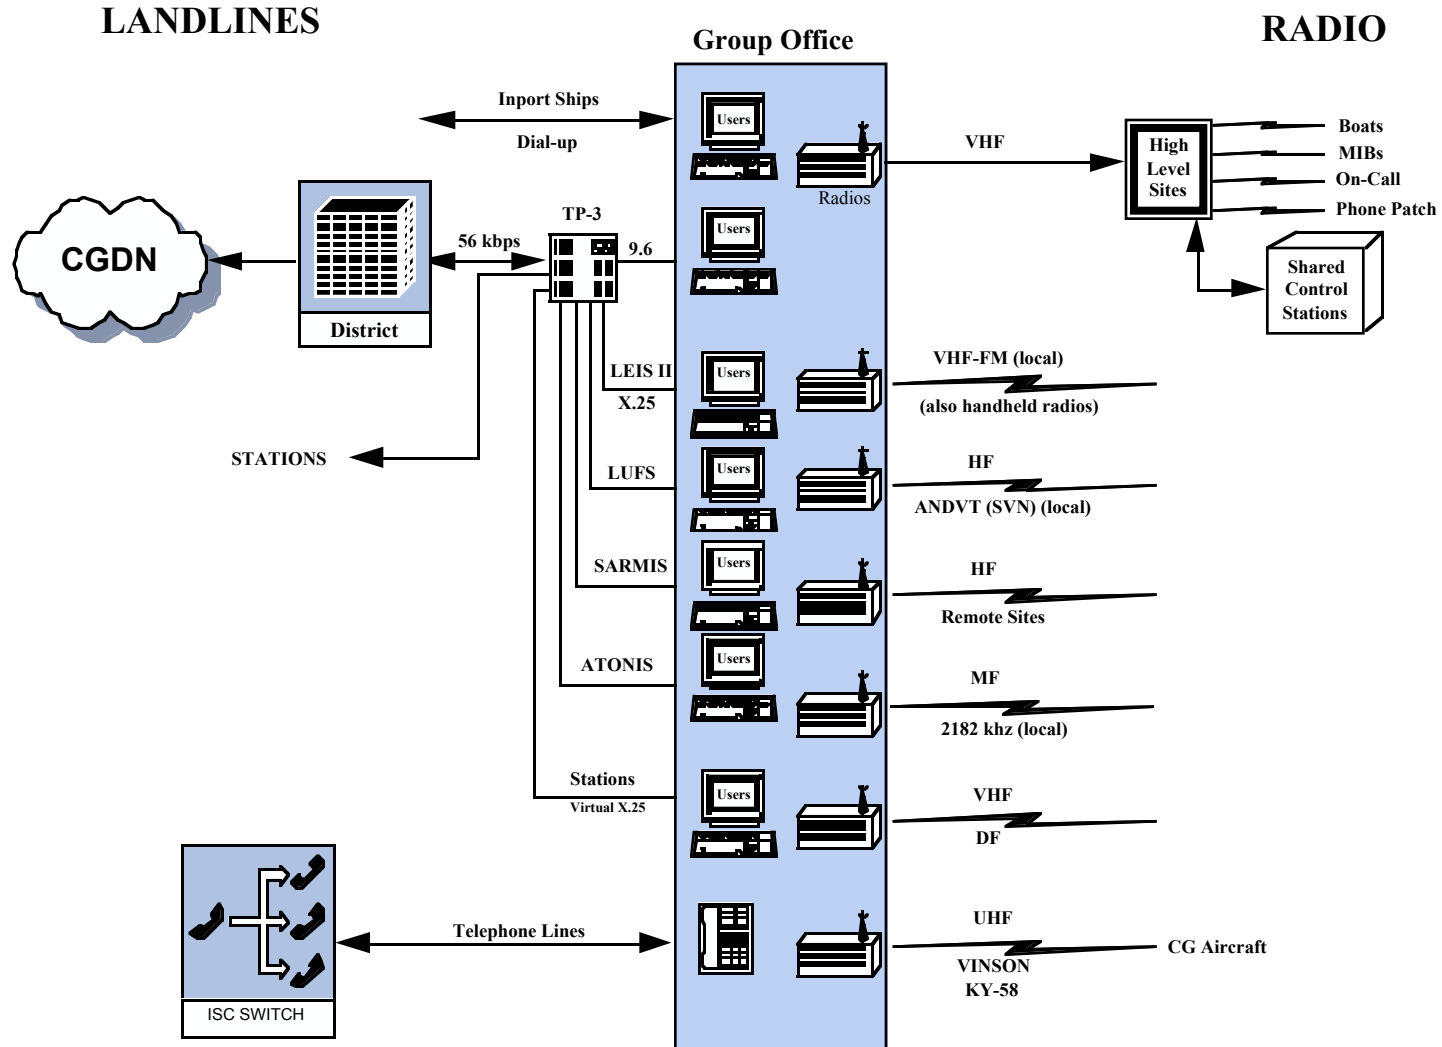 LANDLINES
Group Office
RADIO
Inport Ships
Dial-up
Users
Radios
VHF
High
Level
Sites
Boats
MIBs
On-Call
Phone Patch
Shared
Control
Stations
CGDN
District
56 kbps
TP-3
9.6
Users
LEIS II
X.25
Users
VHF-FM (local)
(also handheld radios)
STATIONS
LUFS
Users
HF
ANDVT (SVN) (local)
SARMIS
Users
HF
Remote Sites
ATONIS
Users
MF
2182 khz (local)
Stations
Virtual X.25
Users
VHF
DF
ISC SWITCH
Telephone Lines
UHF
VINSON
KY-58
CG Aircraft